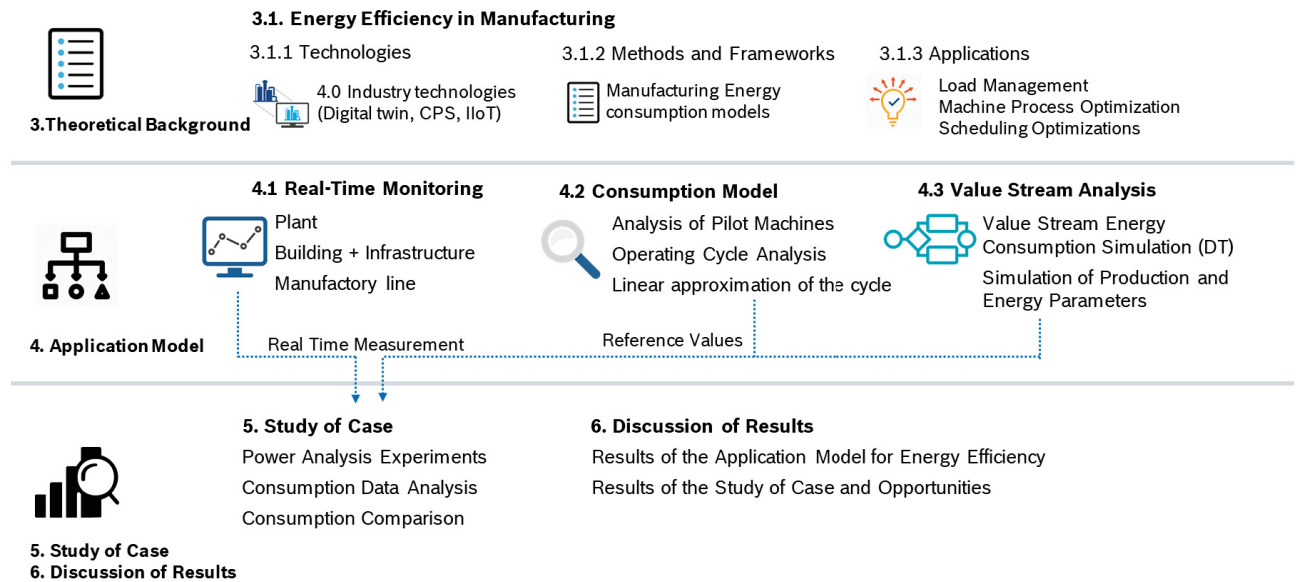 3.1. Energy Efficiency in Manufacturing
3.1.1 Technologies
4.0 Industry technologies
(Digital twin, CPS, IIoT)
3.1.2 Methods and Frameworks
Manufacturing Energy
consumption models
3.1.3 Applications
Load Management
Machine Process Optimization
Scheduling Optimizations
3.Theoretical Background
4.1 Real-Time Monitoring
Plant
Building + Infrastructure
Manufactory line
4.2 Consumption Model
Analysis of Pilot Machines
Operating Cycle Analysis
Linear approximation of the cycle
4.3 Value Stream Analysis
Value Stream Energy
Consumption Simulation (DT)
Simulation of Production and
Energy Parameters
4. Application Model
Real Time Measurement
Reference Values
5. Study of Case
Power Analysis Experiments
Consumption Data Analysis
Consumption Comparison
6. Discussion of Results
Results of the Application Model for Energy Efficiency
Results of the Study of Case and Opportunities
5. Study of Case
6. Discussion of Results